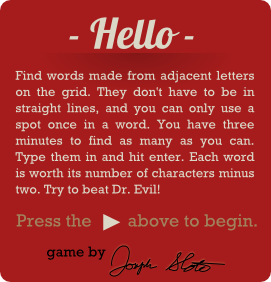 - Hello -
Find words made from adjacent letters
on the grid. They don't have to be in
straight lines, and you can only use a
spot once in a word. You have three
minutes to find as many as you can.
Type them in and hit enter. Each word
is worth its number of characters minus
two. Try to beat Dr. Evil!
Press the ▶ above to begin.
game by Joseph Sloto